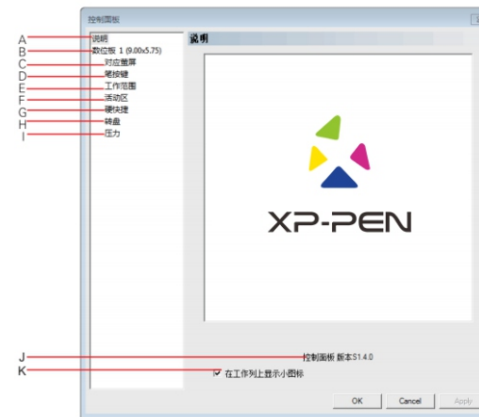 控制面板
A 说明
B 数位板 1 (9.00x5.75)
C 对应萤屏
D 笔按键
E 工作范围
F 活动区
G 硬快捷
H 转盘
I 压力
说明
XP-PEN
J 控制面板 版本51.4.0
K 在工作列上显示小图标
OK Cancel Apply